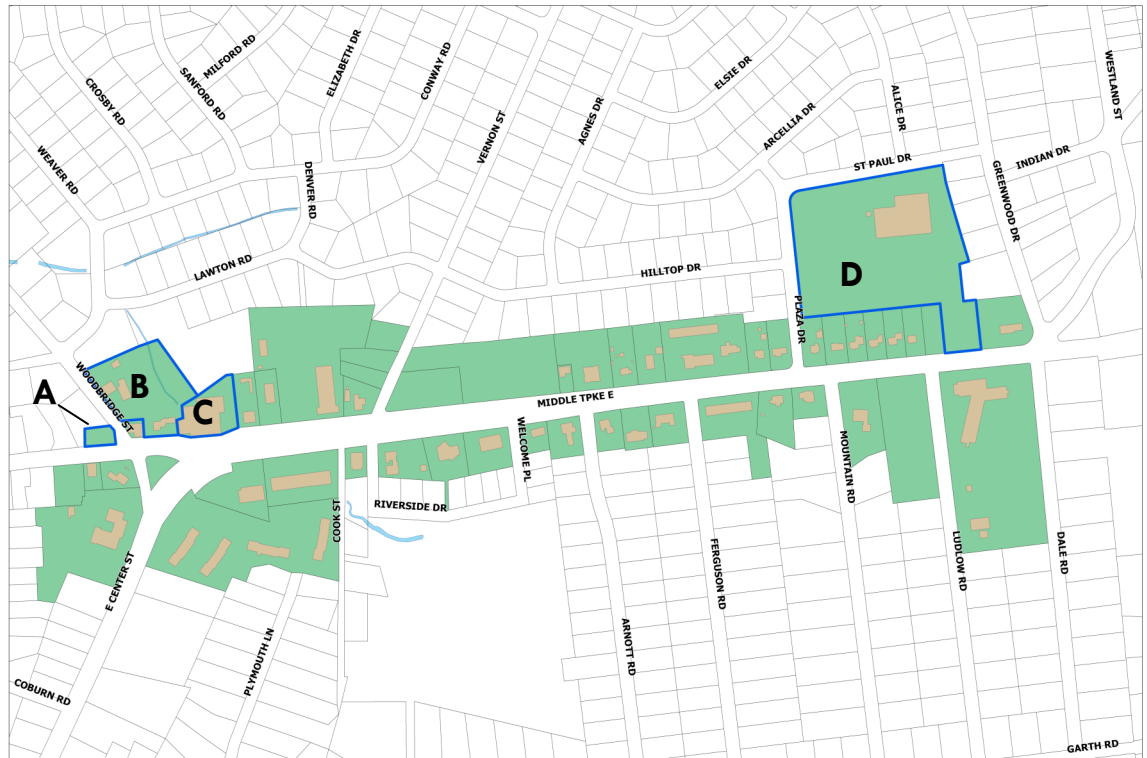 MILFORD RD
ELIZABETH DR
CONWAY RD
CROSBY RD
SANFORD RD
WEAVER RD
VERNON ST
AGNES DR
ELSIE DR
ARCELLIA DR
ALICE DR
WESTLAND ST
ST PAUL DR
INDIAN DR
GREENWOOD DR
DENVER RD
LAWTON RD
HILLTOP DR
D
PLAZA DR
WOODBRIDGE ST
A
B
C
MIDDLE TPKE E
WELCOME PL
MOUNTAIN RD
RIVERSIDE DR
COOK ST
E CENTER ST
FERGUSON RD
LUDLOW RD
DALE RD
ARNOTT RD
PLYMOUTH LN
COBURN RD
GARTH RD